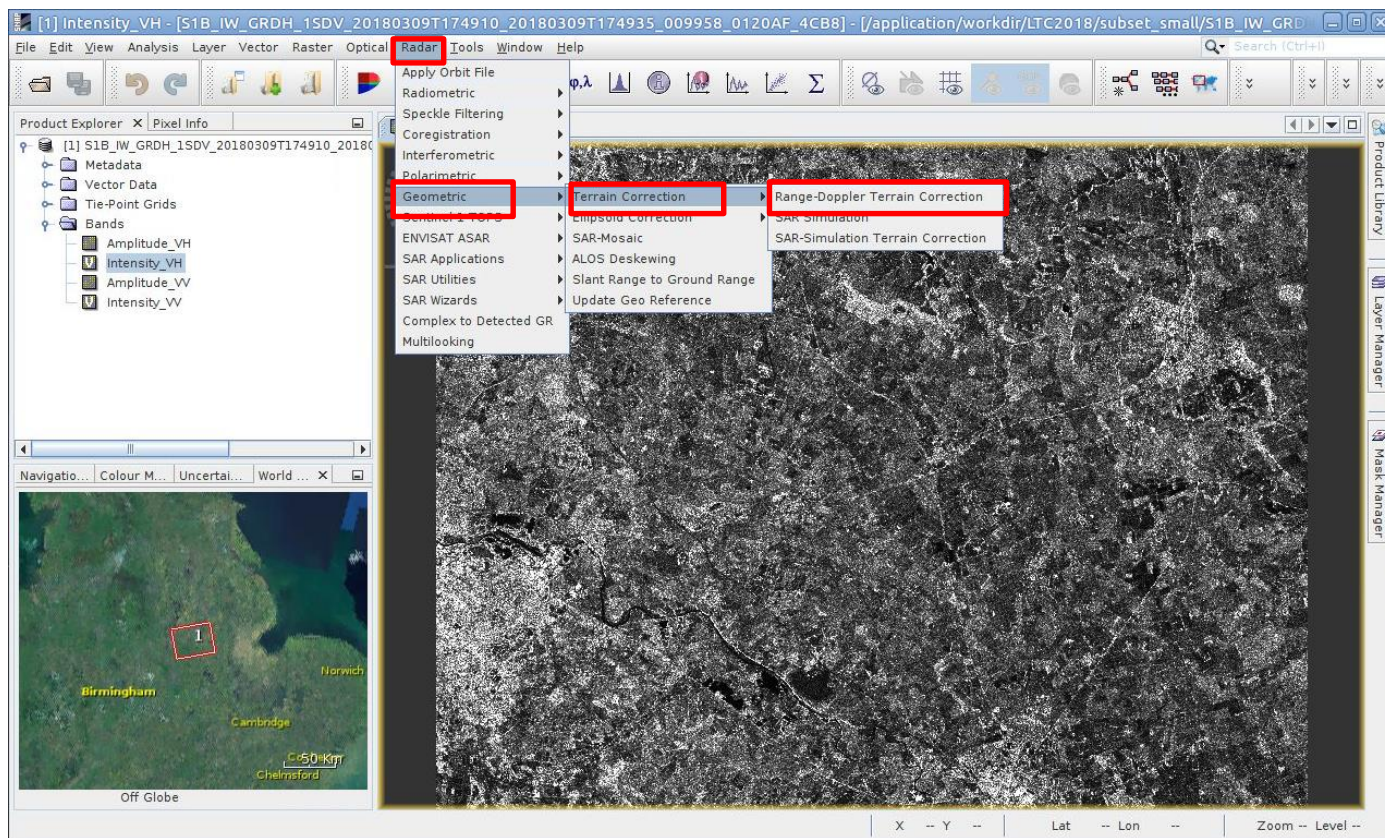 [1] Intensity_VH - [S1B_IW_GRDH_1SDV_20180309T174910_20180309T174935_009958_0120AF_4CB8] - [/application/workdir/LTC2018/subset_small/S1B_IW_GRD
File Edit View Analysis Layer Vector Raster Optical Radar Tools Window Help
Search (Ctrl+I)
φ,λ Σ
Product Explorer X Pixel Info
[1] S1B_IW_GRDH_1SDV_20180309T174910_2018
Metadata
Vector Data
Tie-Point Grids
Bands
Amplitude_VH
Intensity_VH
Amplitude_VV
Intensity_VV
Apply Orbit File
Radiometric
Speckle Filtering
Coregistration
Interferometric
Polarimetric
Geometric
Sentinel-1 TOPS
ENVISAT ASAR
SAR Applications
SAR Utilities
SAR Wizards
Complex to Detected GR
Multilooking
Terrain Correction
Ellipsoid Correction
SAR-Mosaic
ALOS Deskewing
Slant Range to Ground Range
Update Geo Reference
Range-Doppler Terrain Correction
SAR Simulation
SAR-Simulation Terrain Correction
Product Library
Layer Manager
Mask Manager
Navigatio... Colour M... Uncertai... World ... X
1
Norwich
Birmingham
Cambridge
50 Km
Chelmsford
Off Globe
X -- Y -- Lat -- Lon -- Zoom -- Level --